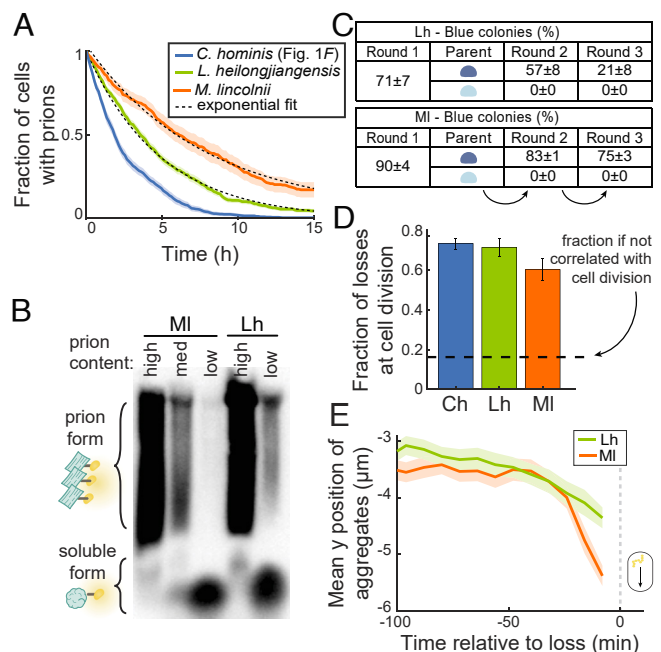 A
Fraction of cells
with prions
1
0.5
0
0
5
10
15
Time (h)
C. hominis (Fig. 1F)
L. heilongjiangensis
M. lincolnii
exponential fit
B
Ml
Lh
prion
content:
high
med
low
high
low
prion
form
soluble
form
C
Lh - Blue colonies (%)
Round 1 Parent Round 2 Round 3
71±7
57±8 21±8
0±0 0±0
Ml - Blue colonies (%)
Round 1 Parent Round 2 Round 3
90±4
83±1 75±3
0±0 0±0
D
Fraction of losses
at cell division
0.8
0.6
0.4
0.2
0
Ch Lh Ml
fraction if not
correlated with
cell division
E
Mean y position of
aggregates (µm)
-3
-4
-5
-6
-100
-50
0
Time relative to loss (min)
Lh
Ml